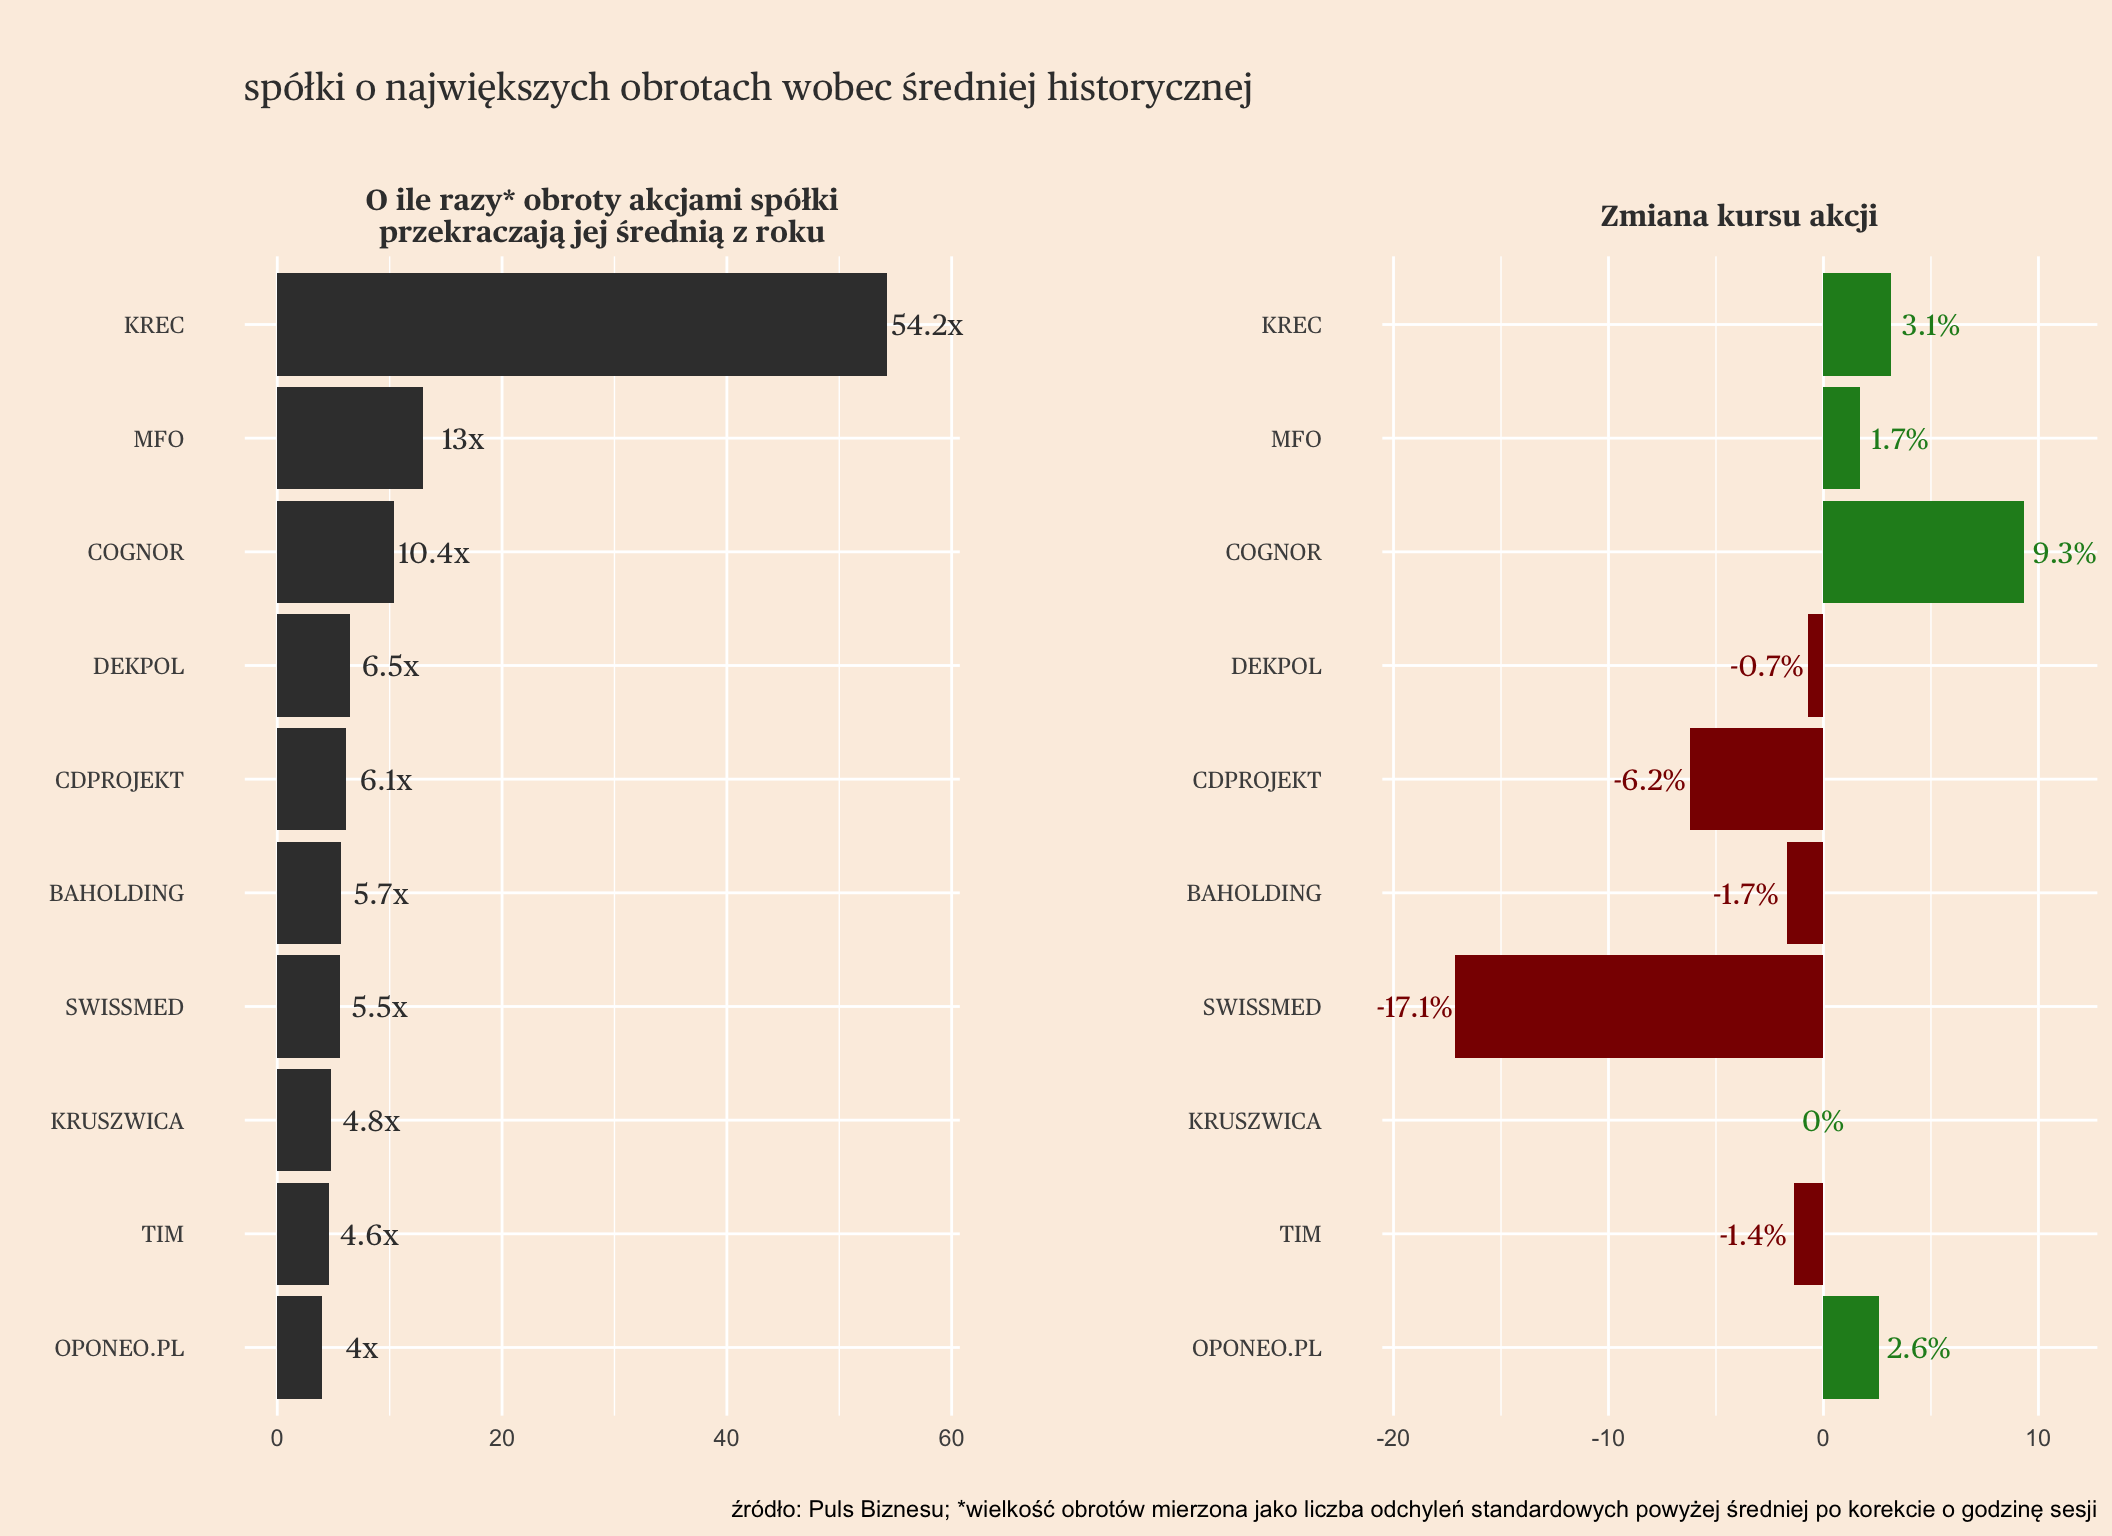 spółki o największych obrotach wobec średniej historycznej
O ile razy* obroty akcjami spółki
przekraczają jej średnią z roku
KREC
54.2x
MFO
13x
COGNOR
10.4x
DEKPOL
6.5x
CDPROJEKT
6.1x
BAHOLDING
5.7x
SWISSMED
5.5x
KRUSZWICA
4.8x
TIM
4.6x
OPONEO.PL
4x
0 20 40 60
Zmiana kursu akcji
KREC
3.1%
MFO
1.7%
COGNOR
9.3%
DEKPOL
-0.7%
CDPROJEKT
-6.2%
BAHOLDING
-1.7%
SWISSMED
-17.1%
KRUSZWICA
0%
TIM
-1.4%
OPONEO.PL
2.6%
-20 -10 0 10
źródło: Puls Biznesu; *wielkość obrotów mierzona jako liczba odchyleń standardowych powyżej średniej po korekcie o godzinę sesji